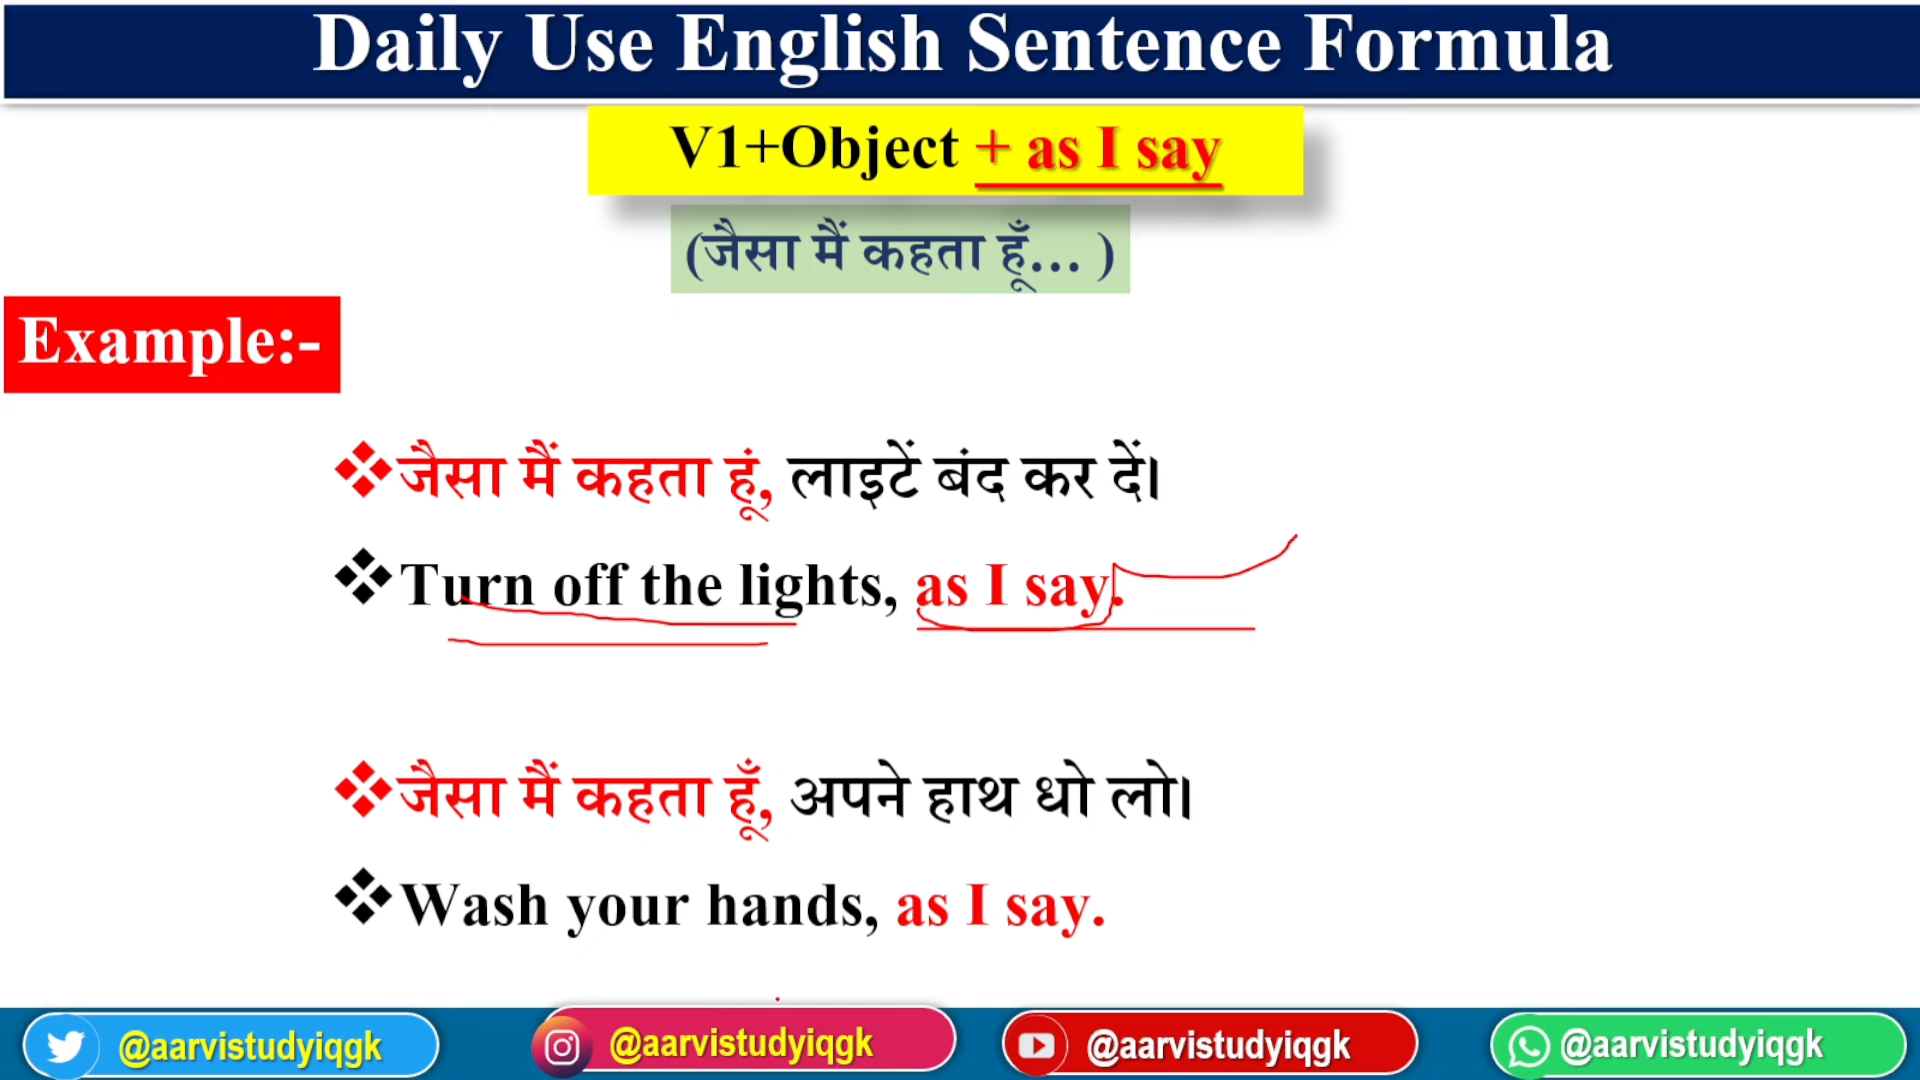 Daily Use English Sentence Formula
V1+Object + as I say
(जैसा मैं कहता हूँ... )
Example:-
❖जैसा मैं कहता हूं, लाइटें बंद कर दें।
❖Turn off the lights, as I say.
❖जैसा मैं कहता हूँ, अपने हाथ धो लो।
❖Wash your hands, as I say.
@aarvistudyiqgk @aarvistudyiqgk @aarvistudyiqgk @aarvistudyiqgk